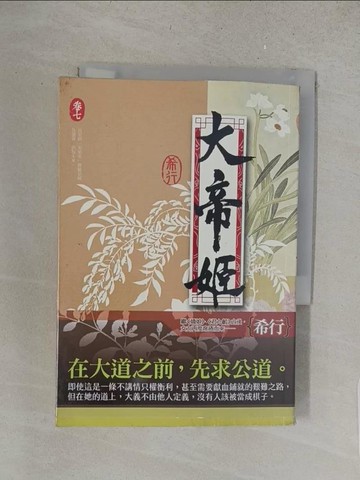 卷七
大帝姬
希行
希行
在大道之前，先求公道。
即使這是一條不講情只權衡利，甚至需要獻血鋪就的艱難之路，
但在她的道上，大義不由他人定義，沒有人該被當成棋子。